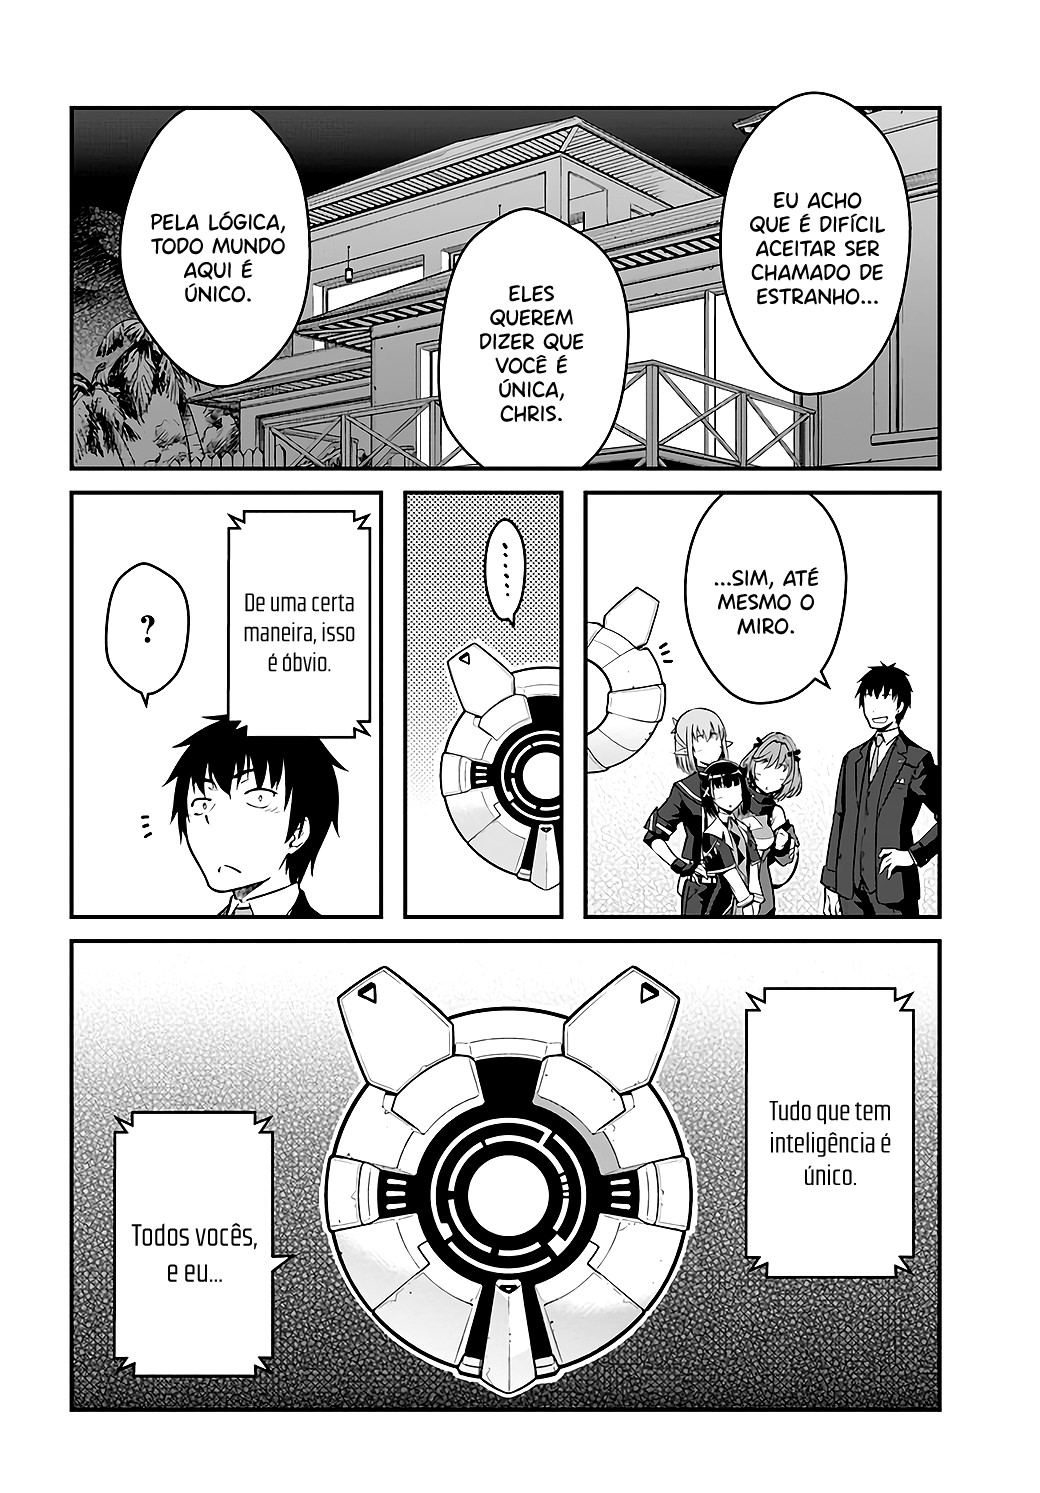 EU ACHO
QUE É DIFÍCIL
ACEITAR SER
CHAMADO DE
ESTRANHO...
ELES
QUEREM
DIZER QUE
VOCÊ É
ÚNICA,
CHRIS.
PELA LÓGICA,
TODO MUNDO
AQUI É
ÚNICO.
...SIM, ATÉ
MESMO O
MIRO.
......
De uma certa
maneira, isso
é óbvio.
?
Tudo que tem
inteligência é
único.
Todos vocês,
e eu...